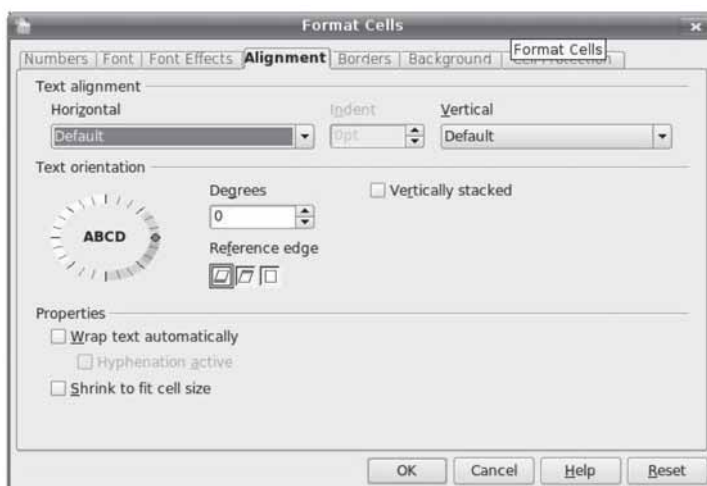 Format Cells
Numbers | Font | Font Effects | Alignment | Borders | Background | Cell Protection
Format Cells
Text alignment
Horizontal Indent Vertical
Default 0pt Default
Text orientation
Degrees Vertically stacked
0
ABCD
Reference edge
Properties
Wrap text automatically
Hyphenation active
Shrink to fit cell size
OK Cancel Help Reset